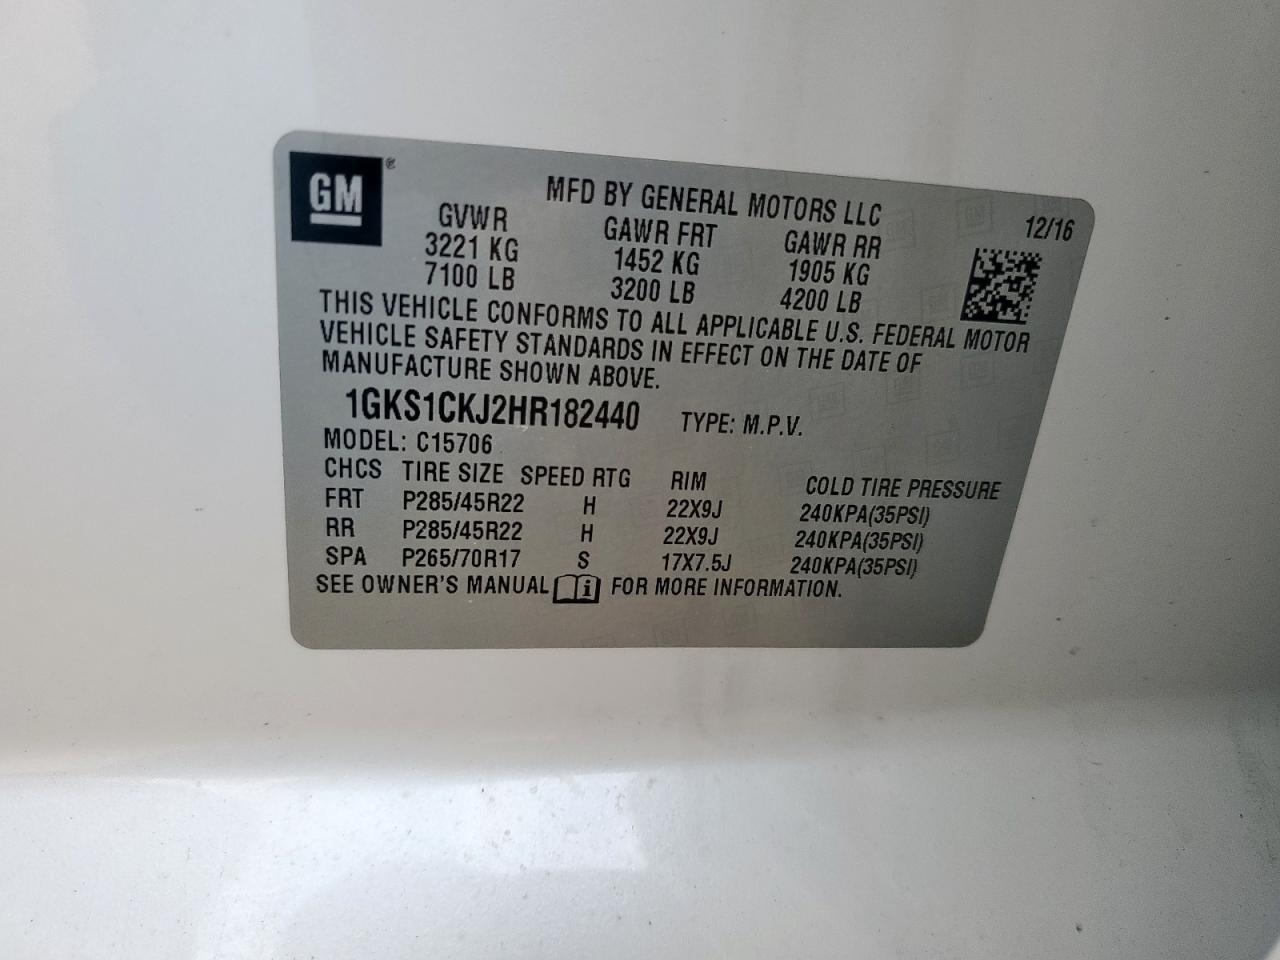 GM ®
MFD BY GENERAL MOTORS LLC
12/16
GVWR GAWR FRT GAWR RR
3221 KG 1452 KG 1905 KG
7100 LB 3200 LB 4200 LB
THIS VEHICLE CONFORMS TO ALL APPLICABLE U.S. FEDERAL MOTOR
VEHICLE SAFETY STANDARDS IN EFFECT ON THE DATE OF
MANUFACTURE SHOWN ABOVE.
1GKS1CKJ2HR182440 TYPE: M.P.V.
MODEL: C15706
CHCS TIRE SIZE SPEED RTG RIM COLD TIRE PRESSURE
FRT P285/45R22 H 22X9J 240KPA(35PSI)
RR P285/45R22 H 22X9J 240KPA(35PSI)
SPA P265/70R17 S 17X7.5J 240KPA(35PSI)
SEE OWNER'S MANUAL i FOR MORE INFORMATION.